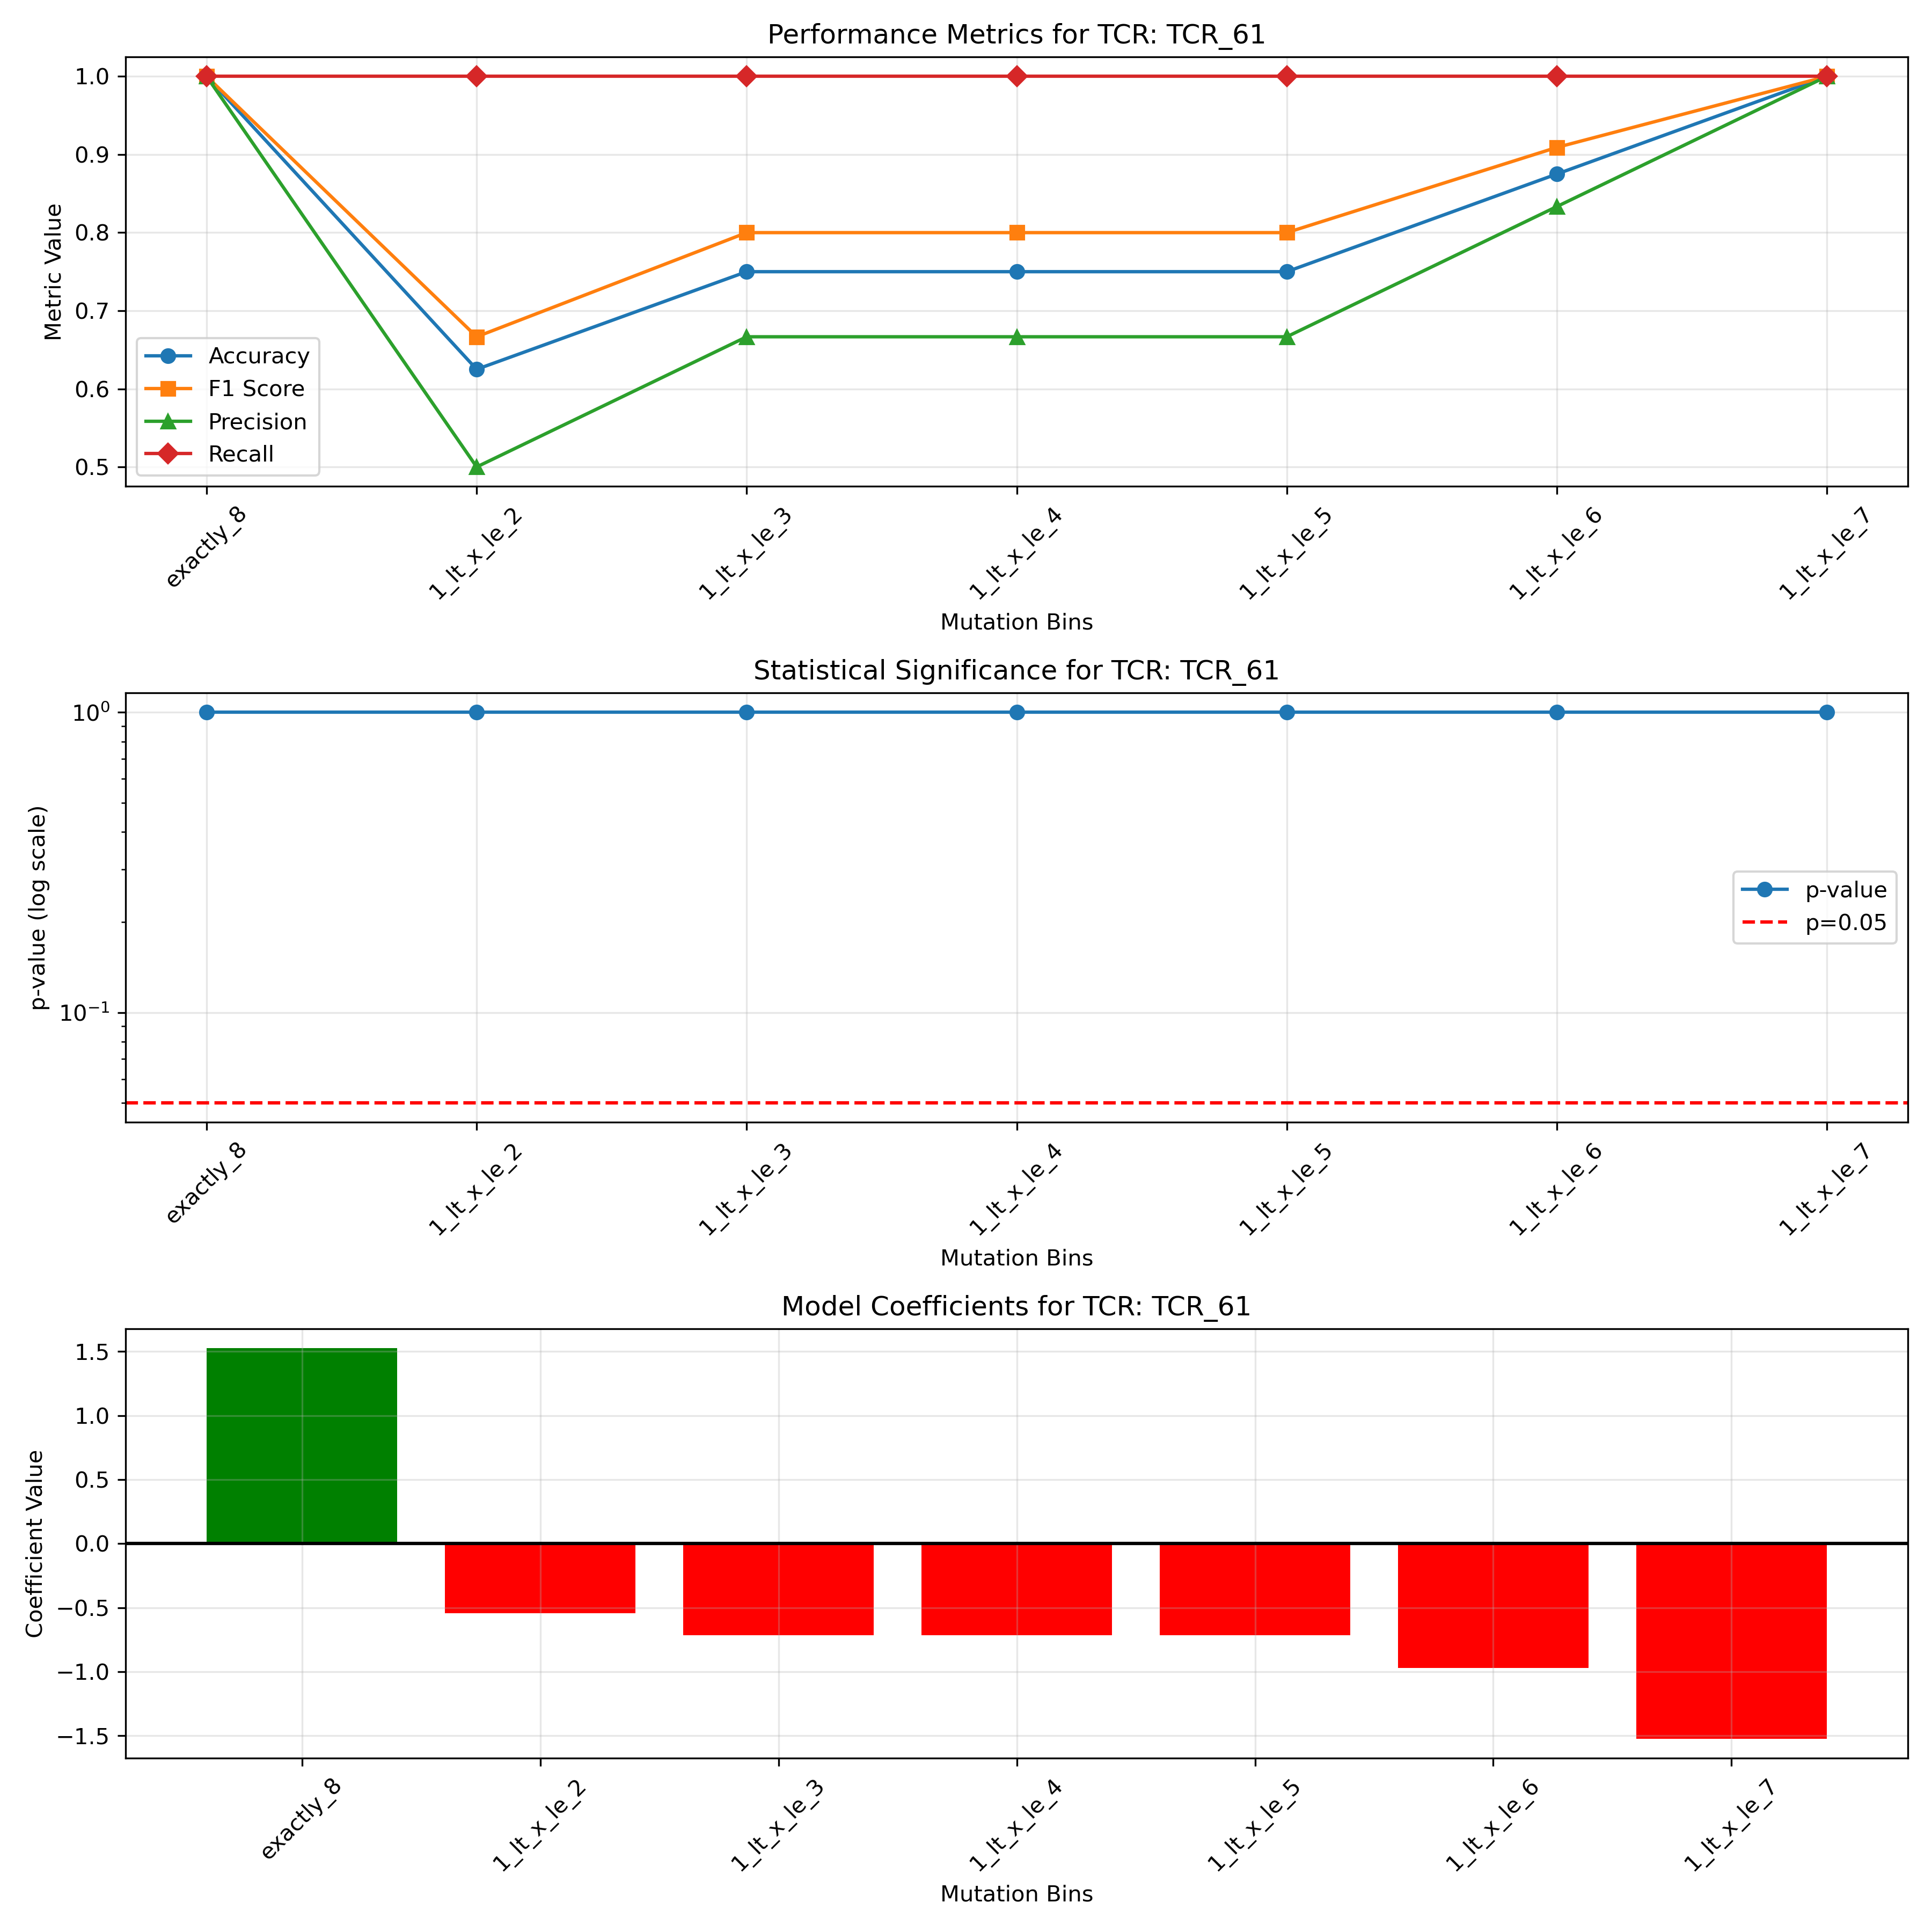 Performance Metrics for TCR: TCR_61
Metric Value
1.0
0.9
0.8
0.7
0.6
0.5
Accuracy
F1 Score
Precision
Recall
exactly_8
1_lt_x_le_2
1_lt_x_le_3
1_lt_x_le_4
1_lt_x_le_5
1_lt_x_le_6
1_lt_x_le_7
Mutation Bins
Statistical Significance for TCR: TCR_61
p-value (log scale)
10⁰
10⁻¹
p-value
p=0.05
exactly_8
1_lt_x_le_2
1_lt_x_le_3
1_lt_x_le_4
1_lt_x_le_5
1_lt_x_le_6
1_lt_x_le_7
Mutation Bins
Model Coefficients for TCR: TCR_61
Coefficient Value
1.5
1.0
0.5
0.0
−0.5
−1.0
−1.5
exactly_8
1_lt_x_le_2
1_lt_x_le_3
1_lt_x_le_4
1_lt_x_le_5
1_lt_x_le_6
1_lt_x_le_7
Mutation Bins